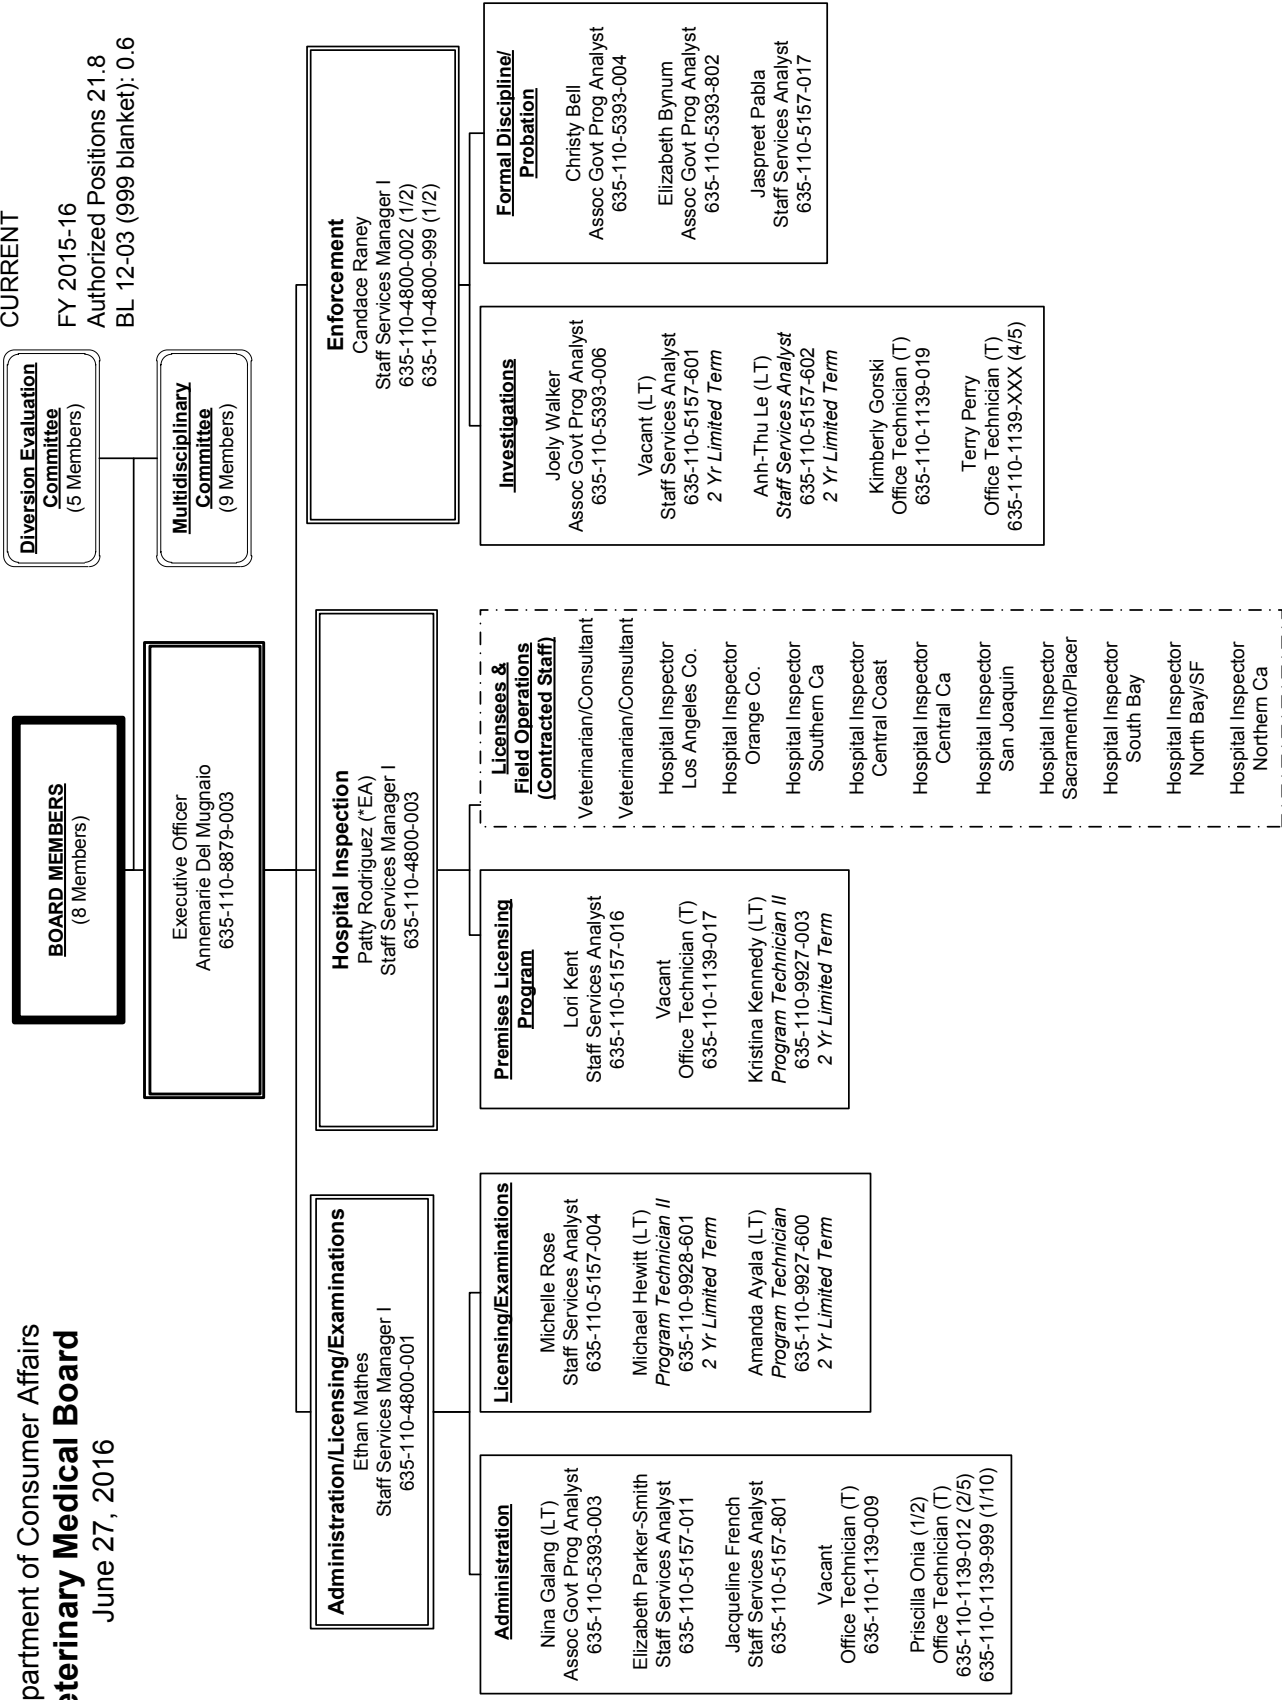 partment of Consumer Affairs
eterinary Medical Board
June 27, 2016
CURRENT
FY 2015-16
Authorized Positions 21.8
BL 12-03 (999 blanket): 0.6
BOARD MEMBERS
(8 Members)
Diversion Evaluation
Committee
(5 Members)
Multidisciplinary
Committee
(9 Members)
Executive Officer
Annemarie Del Mugnaio
635-110-8879-003
Administration/Licensing/Examinations
Ethan Mathes
Staff Services Manager I
635-110-4800-001
Hospital Inspection
Patty Rodriguez (*EA)
Staff Services Manager I
635-110-4800-003
Enforcement
Candace Raney
Staff Services Manager I
635-110-4800-002 (1/2)
635-110-4800-999 (1/2)
Administration
Nina Galang (LT)
Assoc Govt Prog Analyst
635-110-5393-003
Elizabeth Parker-Smith
Staff Services Analyst
635-110-5157-011
Jacqueline French
Staff Services Analyst
635-110-5157-801
Vacant
Office Technician (T)
635-110-1139-009
Priscilla Onia (1/2)
Office Technician (T)
635-110-1139-012 (2/5)
635-110-1139-999 (1/10)
Licensing/Examinations
Michelle Rose
Staff Services Analyst
635-110-5157-004
Michael Hewitt (LT)
Program Technician II
635-110-9928-601
2 Yr Limited Term
Amanda Ayala (LT)
Program Technician
635-110-9927-600
2 Yr Limited Term
Premises Licensing
Program
Lori Kent
Staff Services Analyst
635-110-5157-016
Vacant
Office Technician (T)
635-110-1139-017
Kristina Kennedy (LT)
Program Technician II
635-110-9927-003
2 Yr Limited Term
Licensees &
Field Operations
(Contracted Staff)
Veterinarian/Consultant
Veterinarian/Consultant
Hospital Inspector
Los Angeles Co.
Hospital Inspector
Orange Co.
Hospital Inspector
Southern Ca
Hospital Inspector
Central Coast
Hospital Inspector
Central Ca
Hospital Inspector
San Joaquin
Hospital Inspector
Sacramento/Placer
Hospital Inspector
South Bay
Hospital Inspector
North Bay/SF
Hospital Inspector
Northern Ca
Investigations
Joely Walker
Assoc Govt Prog Analyst
635-110-5393-006
Vacant (LT)
Staff Services Analyst
635-110-5157-601
2 Yr Limited Term
Anh-Thu Le (LT)
Staff Services Analyst
635-110-5157-602
2 Yr Limited Term
Kimberly Gorski
Office Technician (T)
635-110-1139-019
Terry Perry
Office Technician (T)
635-110-1139-XXX (4/5)
Formal Discipline/
Probation
Christy Bell
Assoc Govt Prog Analyst
635-110-5393-004
Elizabeth Bynum
Assoc Govt Prog Analyst
635-110-5393-802
Jaspreet Pabla
Staff Services Analyst
635-110-5157-017